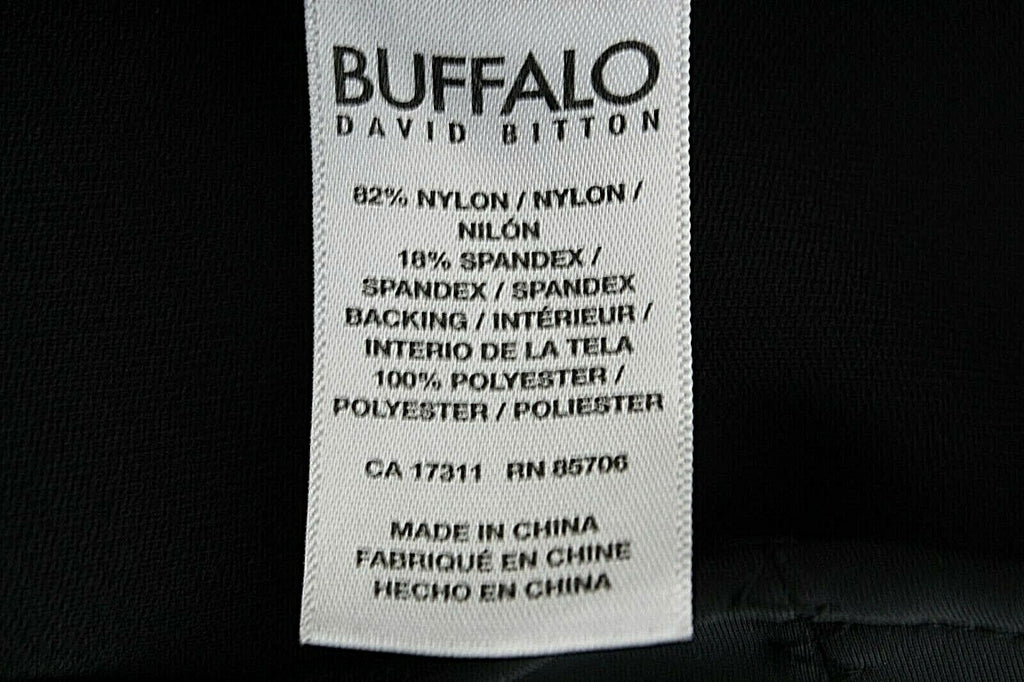 BUFFALO
DAVID BITTON
82% NYLON / NYLON /
NILÓN
18% SPANDEX /
SPANDEX / SPANDEX
BACKING / INTÉRIEUR /
INTERIO DE LA TELA
100% POLYESTER /
POLYESTER / POLIESTER
CA 17311 RN 85706
MADE IN CHINA
FABRIQUÉ EN CHINE
HECHO EN CHINA